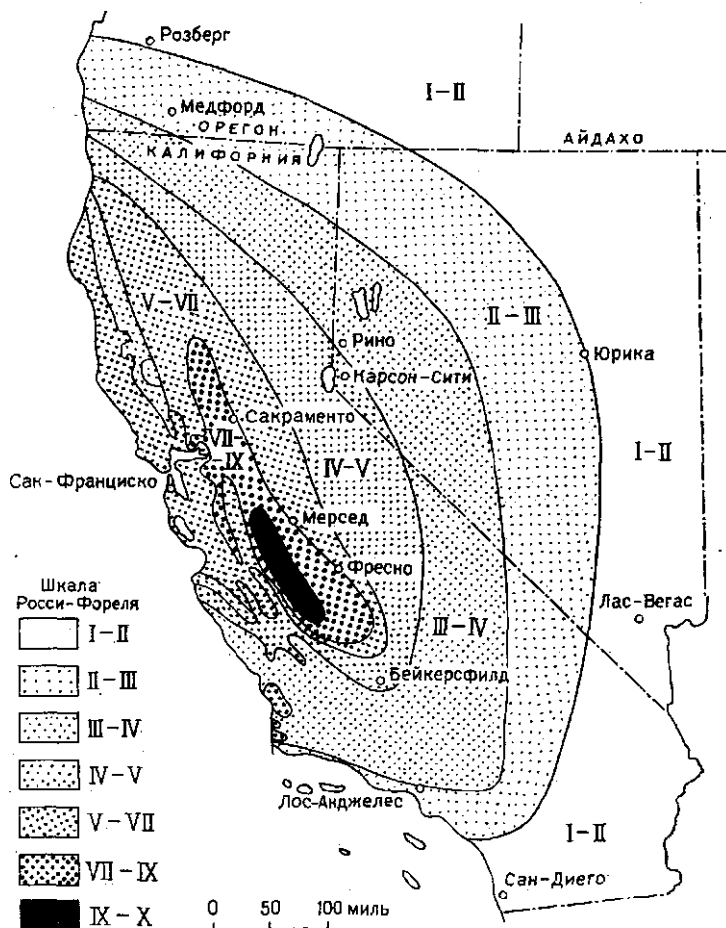 Розберг
I-II
Медфорд
ОРЕГОН
АЙДАХО
КАЛИФОРНИЯ
V-VII
II-III
Рино
Юрика
Карсон-Сити
Сакраменто
VII-
-IX
I-II
IV-V
Сак-Франциско
Мерсед
Фресно
Шкала
Росси-Фореля
Лас-Вегас
I-II
III-IV
II-III
Бейкерсфилд
III-IV
IV-V
Лос-Анджелес
V-VII
I-II
VII-IX
Сан-Диего
IX-X
0 50 100 миль